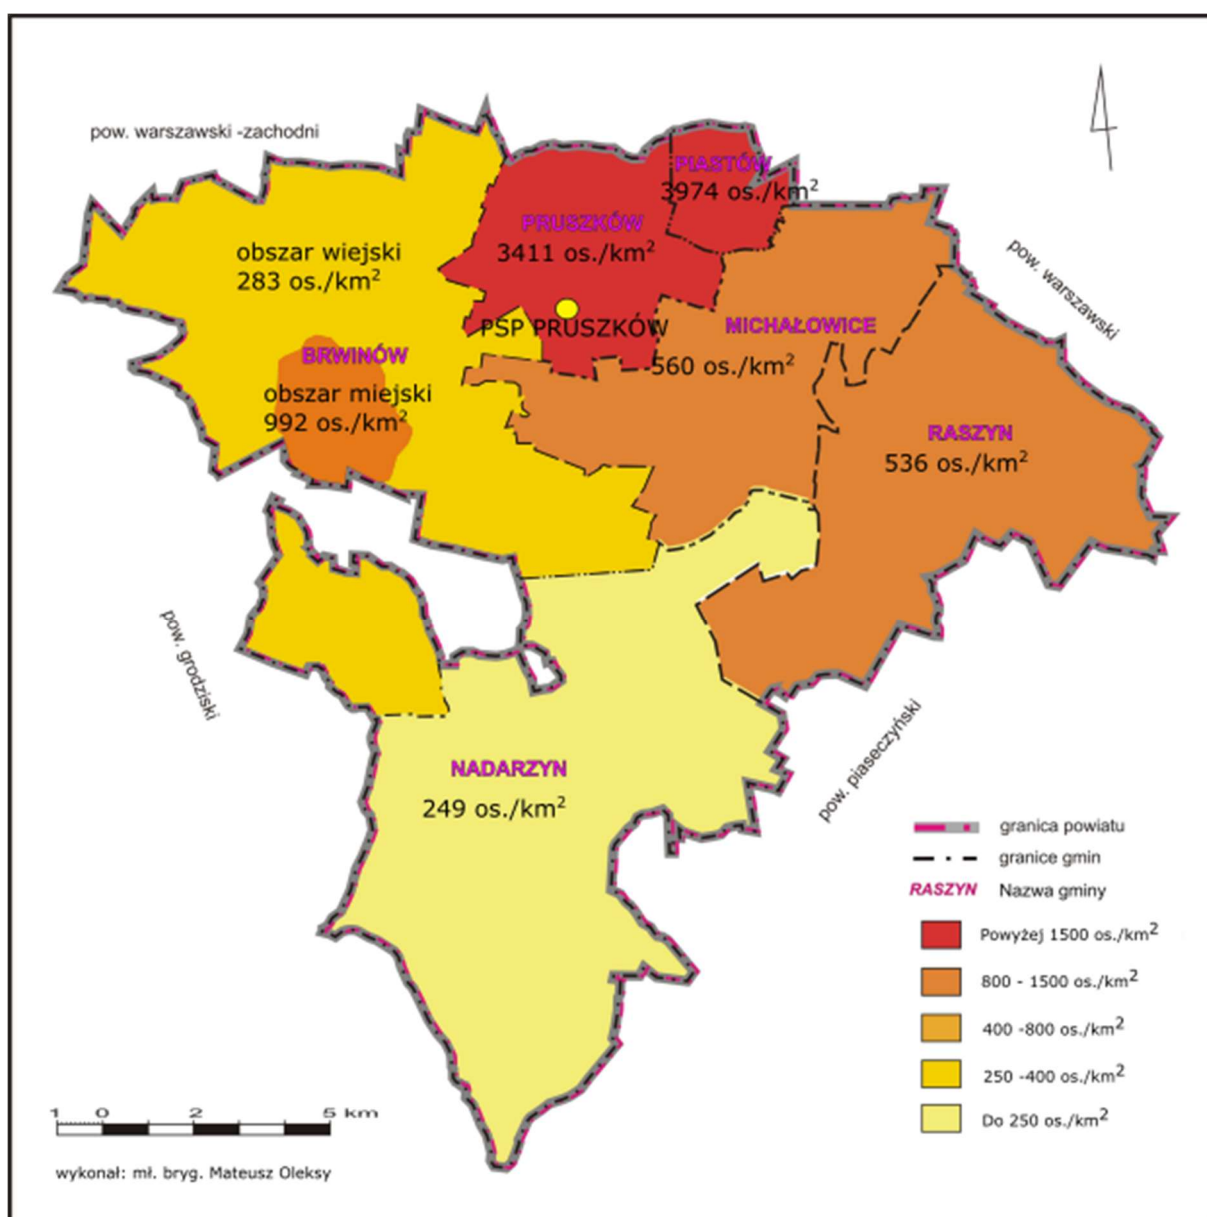 pow. warszawski -zachodni
PIASTÓW
3974 os./km²
PRUSZKÓW
3411 os./km²
obszar wiejski
283 os./km²
pow. warszawski
PSP PRUSZKÓW
MICHAŁOWICE
560 os./km²
BRWINÓW
obszar miejski
992 os./km²
RASZYN
536 os./km²
pow. grodziski
pow. piaseczyński
NADARZYN
249 os./km²
granica powiatu
granice gmin
RASZYN Nazwa gminy
Powyżej 1500 os./km²
800 - 1500 os./km²
400 -800 os./km²
250 -400 os./km²
Do 250 os./km²
1 0 2 5 km
wykonał: mł. bryg. Mateusz Oleksy